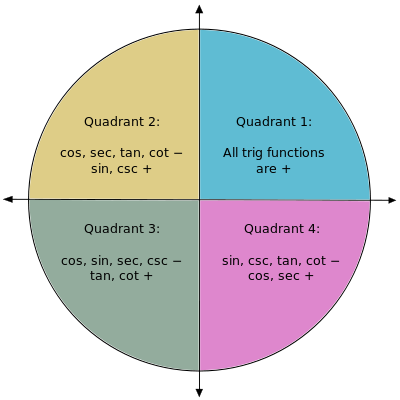 Quadrant 2:
cos, sec, tan, cot −
sin, csc +
Quadrant 1:
All trig functions
are +
Quadrant 3:
cos, sin, sec, csc −
tan, cot +
Quadrant 4:
sin, csc, tan, cot −
cos, sec +